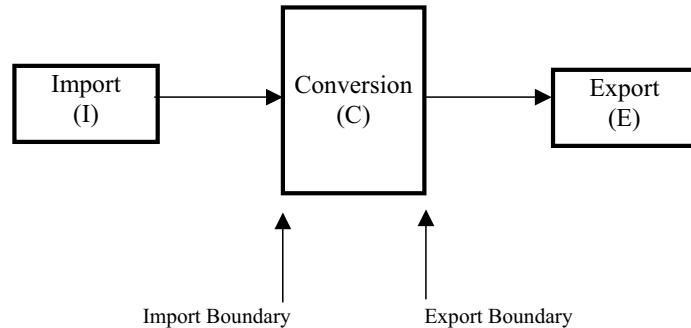 Import
(I)
Conversion
(C)
Export
(E)
Import Boundary
Export Boundary